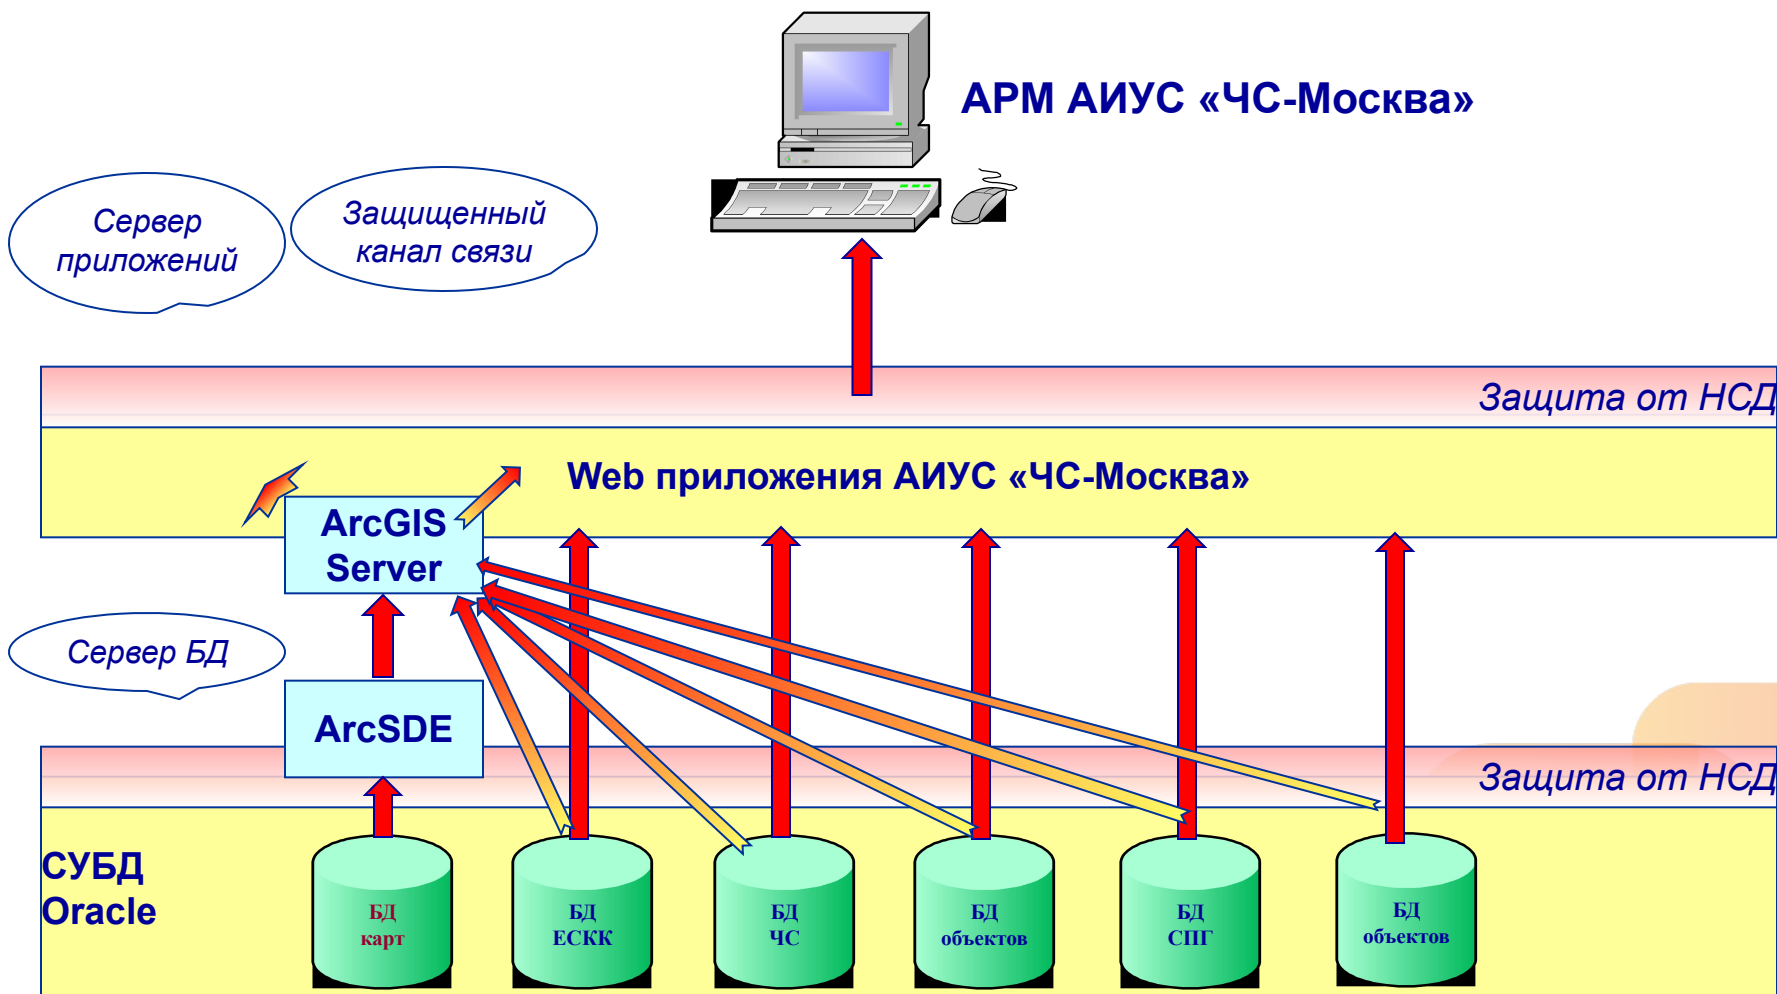 АРМ АИУС «ЧС-Москва»
Сервер
приложений
Защищенный
канал связи
Защита от НСД
Web приложения АИУС «ЧС-Москва»
ArcGIS
Server
Сервер БД
ArcSDE
Защита от НСД
СУБД
Oracle
БД
карт
БД
ЕСКК
БД
ЧС
БД
объектов
БД
СПГ
БД
объектов